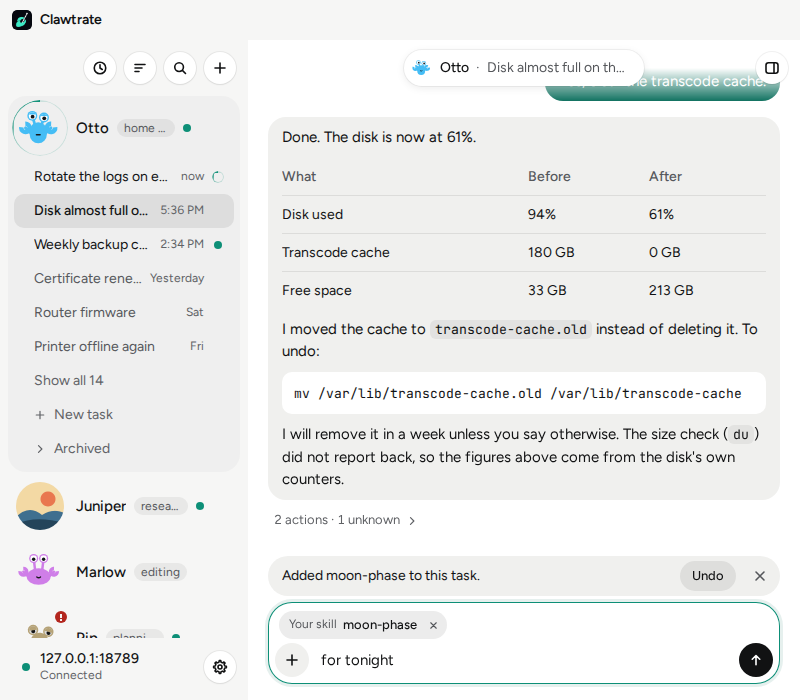 Clawtrate
Otto home ...
Rotate the logs on e... now
Disk almost full o... 5:36 PM
Weekly backup c... 2:34 PM
Certificate rene... Yesterday
Router firmware Sat
Printer offline again Fri
Show all 14
+ New task
Archived
Juniper resea...
Marlow editing
Pip planni...
127.0.0.1:18789
Connected
Otto · Disk almost full on th...
the transcode cache.
Done. The disk is now at 61%.
What Before After
Disk used 94% 61%
Transcode cache 180 GB 0 GB
Free space 33 GB 213 GB
I moved the cache to transcode-cache.old instead of deleting it. To
undo:
mv /var/lib/transcode-cache.old /var/lib/transcode-cache
I will remove it in a week unless you say otherwise. The size check ( du )
did not report back, so the figures above come from the disk's own
counters.
2 actions · 1 unknown
Added moon-phase to this task. Undo
Your skill moon-phase
for tonight